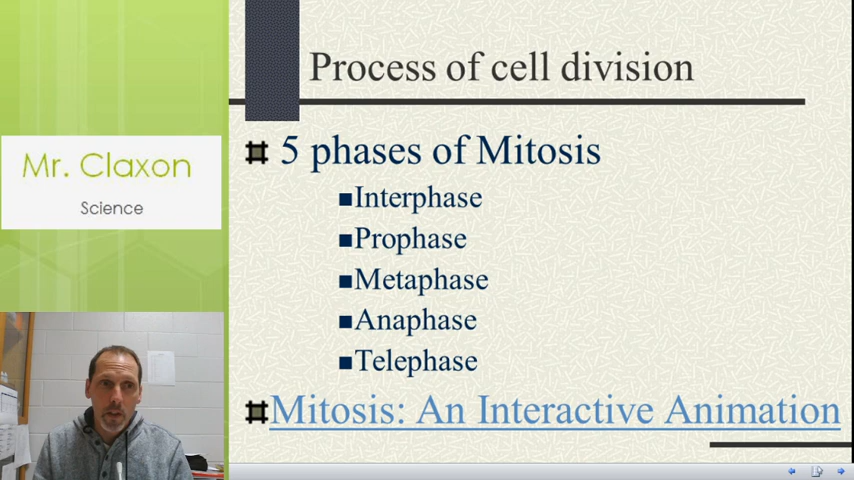 Process of cell division
5 phases of Mitosis
Interphase
Prophase
Metaphase
Anaphase
Telephase
Mitosis: An Interactive Animation
Mr. Claxon
Science